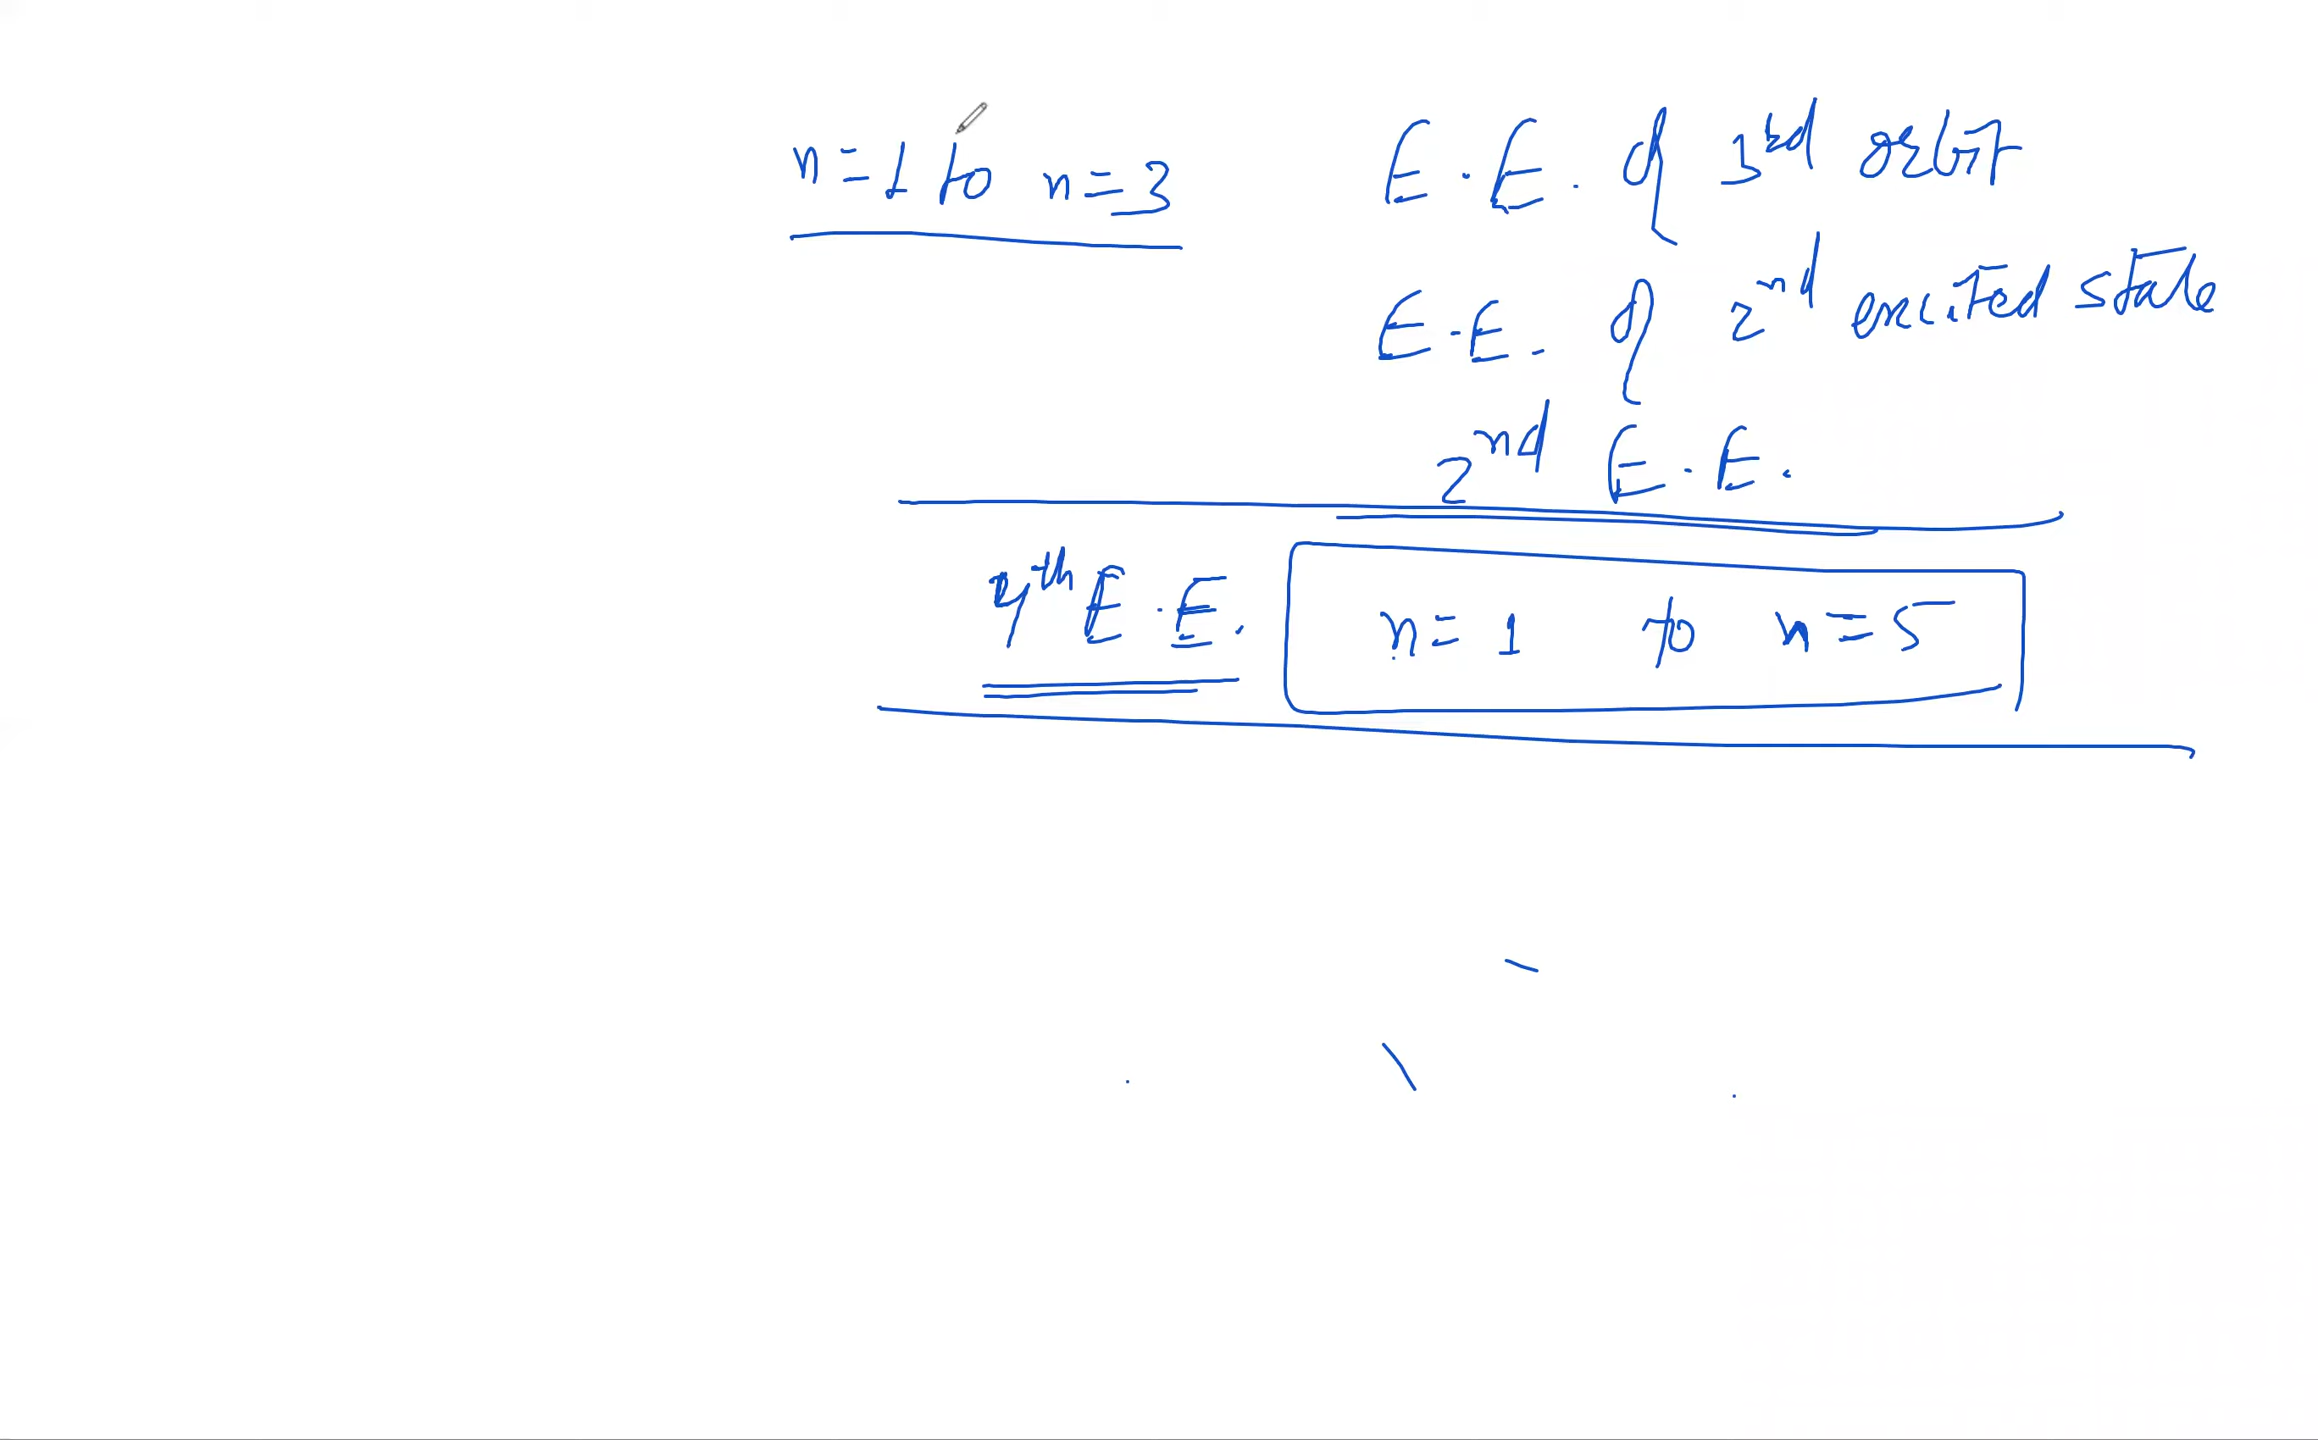 n=1 to n=3
E.E. of 3rd orbit
E.E. of 2nd excited state
2nd E.E.
4th E.E. n=1 to n=5